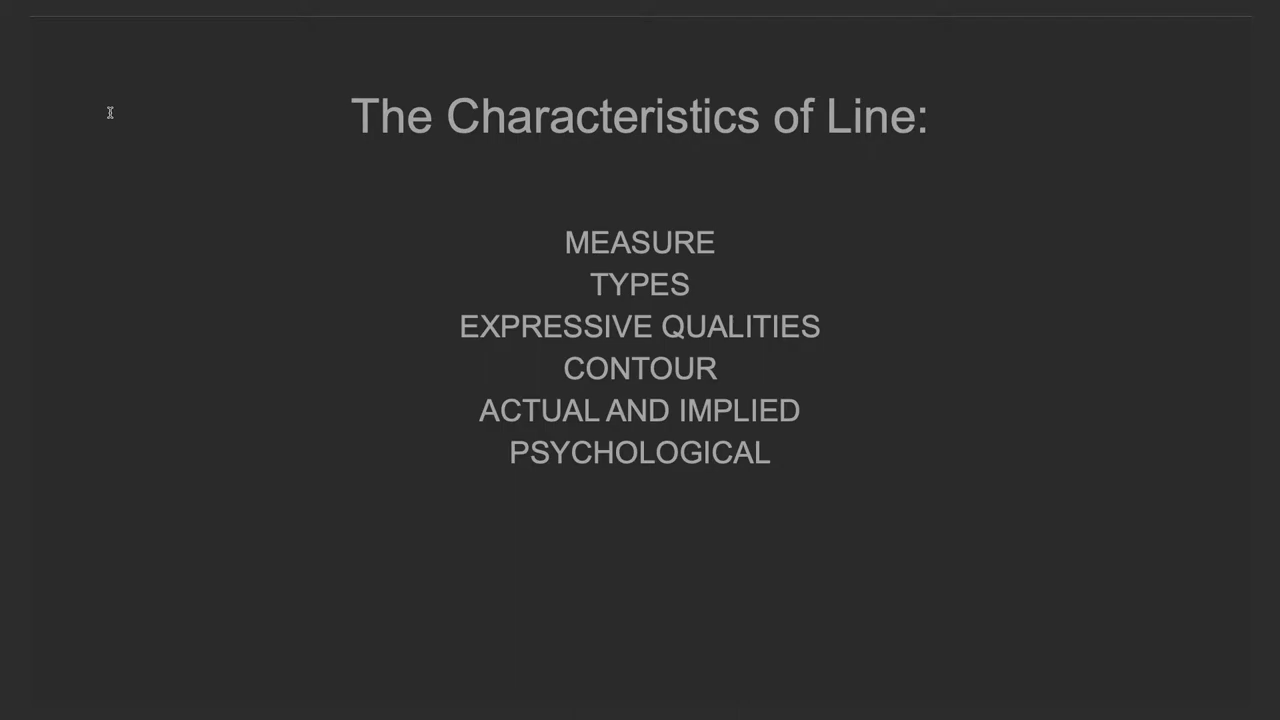 The Characteristics of Line:
MEASURE
TYPES
EXPRESSIVE QUALITIES
CONTOUR
ACTUAL AND IMPLIED
PSYCHOLOGICAL